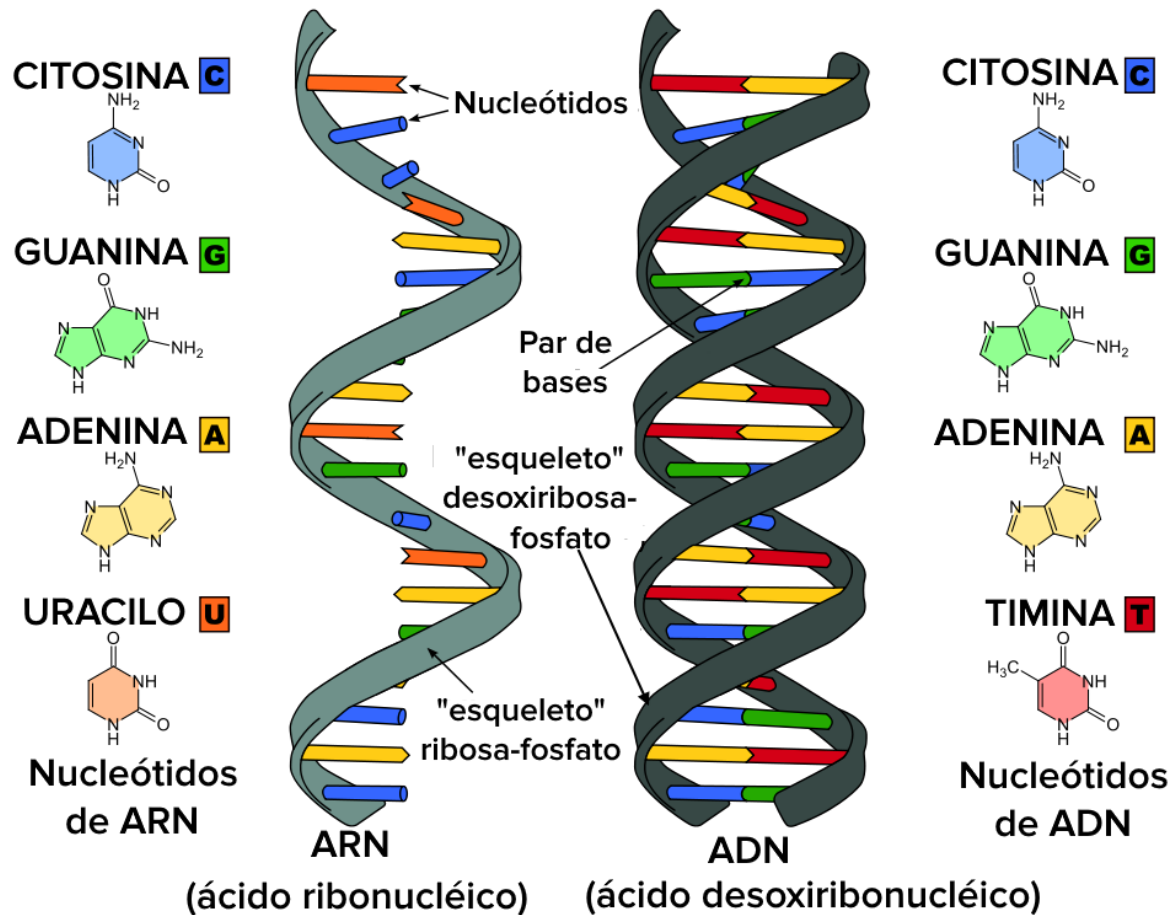 CITOSINA C
NH₂
N
N
H
O
GUANINA G
O
N
NH
N
H
N
NH₂
ADENINA A
H₂N
N
N
N
H
N
URACILO U
O
NH
N
H
O
Nucleótidos
de ARN
Nucleótidos
"esqueleto"
ribosa-fosfato
ARN
(ácido ribonucléico)
Par de
bases
"esqueleto"
desoxiribosa-
fosfato
ADN
(ácido desoxiribonucléico)
CITOSINA C
NH₂
N
N
H
O
GUANINA G
O
N
NH
N
H
N
NH₂
ADENINA A
H₂N
N
N
N
H
N
TIMINA T
O
H₃C
NH
N
H
O
Nucleótidos
de ADN